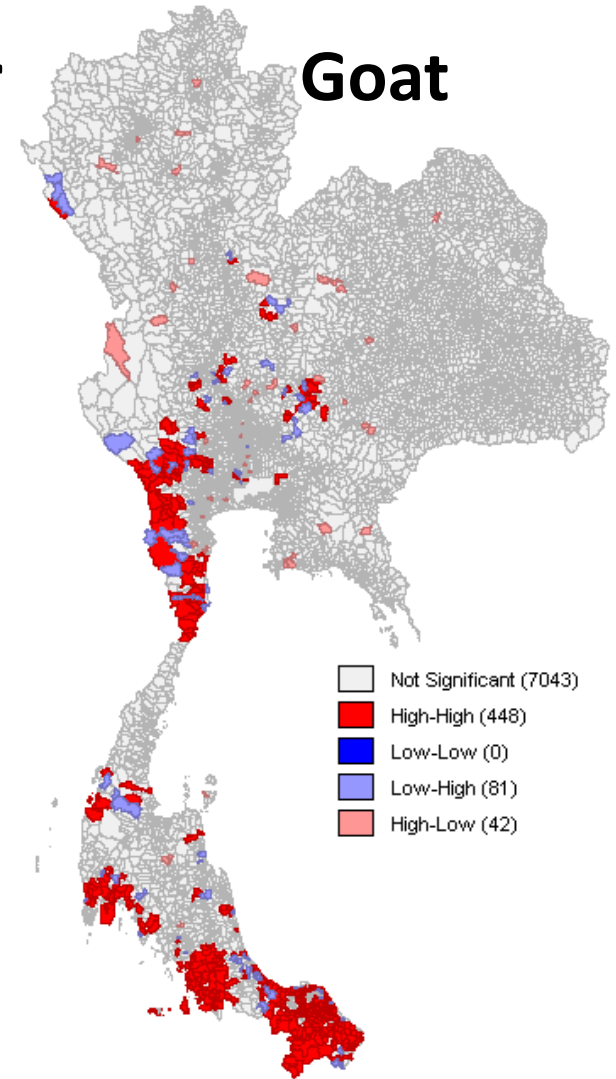 Goat
Not Significant (7043)
High-High (448)
Low-Low (0)
Low-High (81)
High-Low (42)